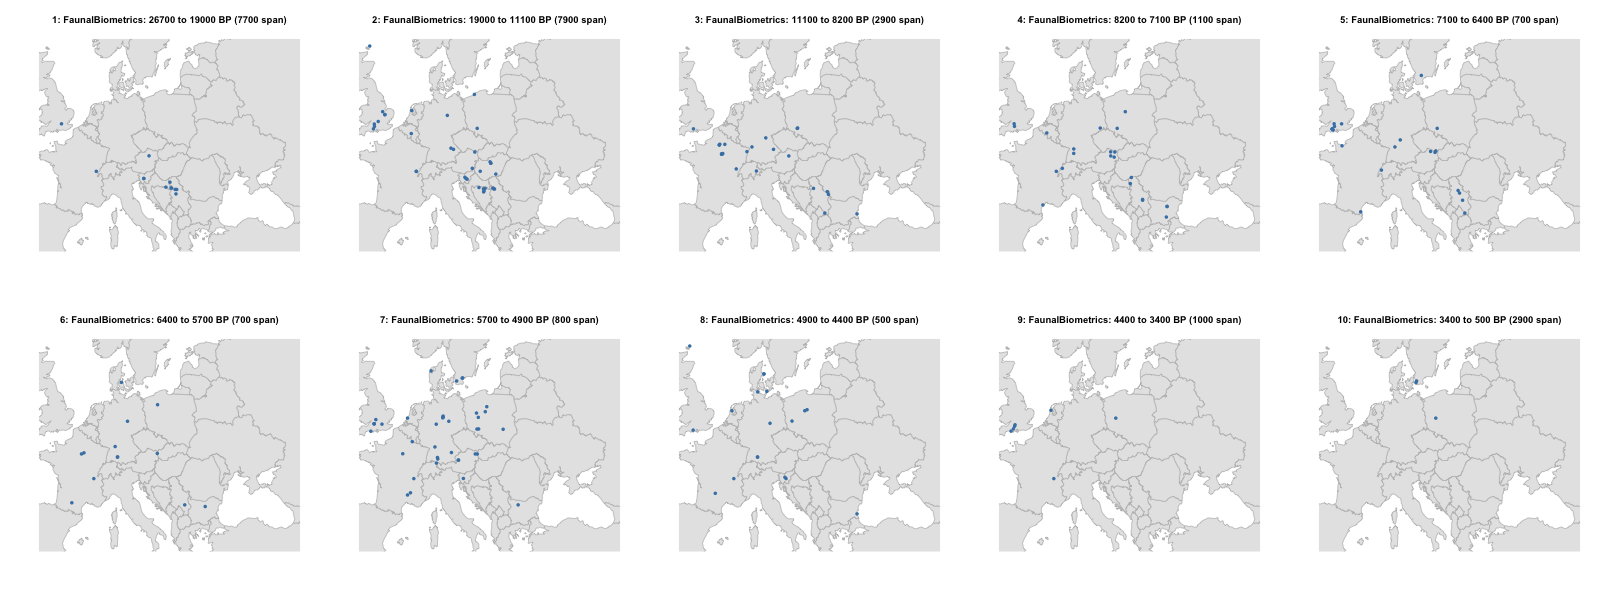 1: FaunalBiometrics: 26700 to 19000 BP (7700 span)
2: FaunalBiometrics: 19000 to 11100 BP (7900 span)
3: FaunalBiometrics: 11100 to 8200 BP (2900 span)
4: FaunalBiometrics: 8200 to 7100 BP (1100 span)
5: FaunalBiometrics: 7100 to 6400 BP (700 span)
6: FaunalBiometrics: 6400 to 5700 BP (700 span)
7: FaunalBiometrics: 5700 to 4900 BP (800 span)
8: FaunalBiometrics: 4900 to 4400 BP (500 span)
9: FaunalBiometrics: 4400 to 3400 BP (1000 span)
10: FaunalBiometrics: 3400 to 500 BP (2900 span)